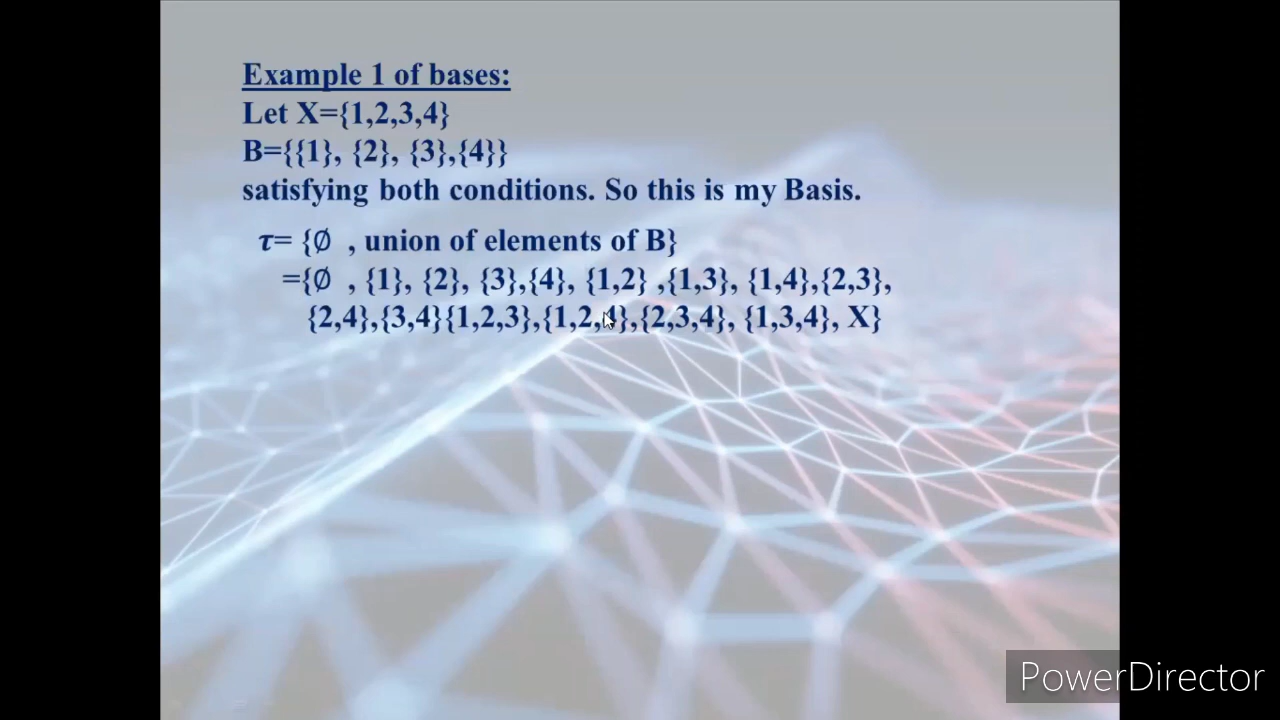 Example 1 of bases:
Let X={1,2,3,4}
B={{1}, {2}, {3},{4}}
satisfying both conditions. So this is my Basis.
τ= {∅ , union of elements of B}
={∅ , {1}, {2}, {3},{4}, {1,2} ,{1,3}, {1,4},{2,3},
{2,4},{3,4}{1,2,3},{1,2,4},{2,3,4}, {1,3,4}, X}
PowerDirector